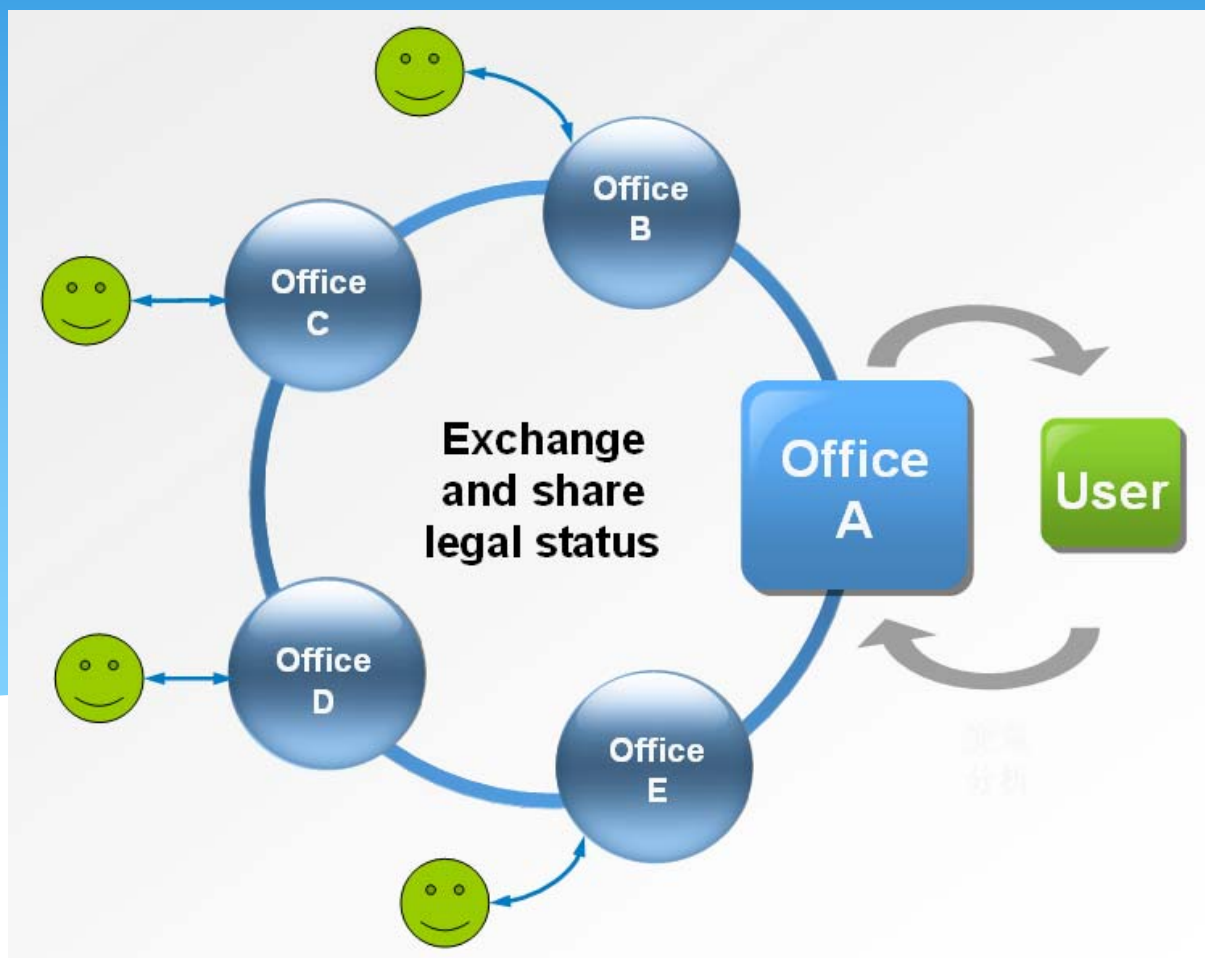 Office
B
Office
C
Exchange
and share
legal status
Office
A
User
Office
D
Office
E